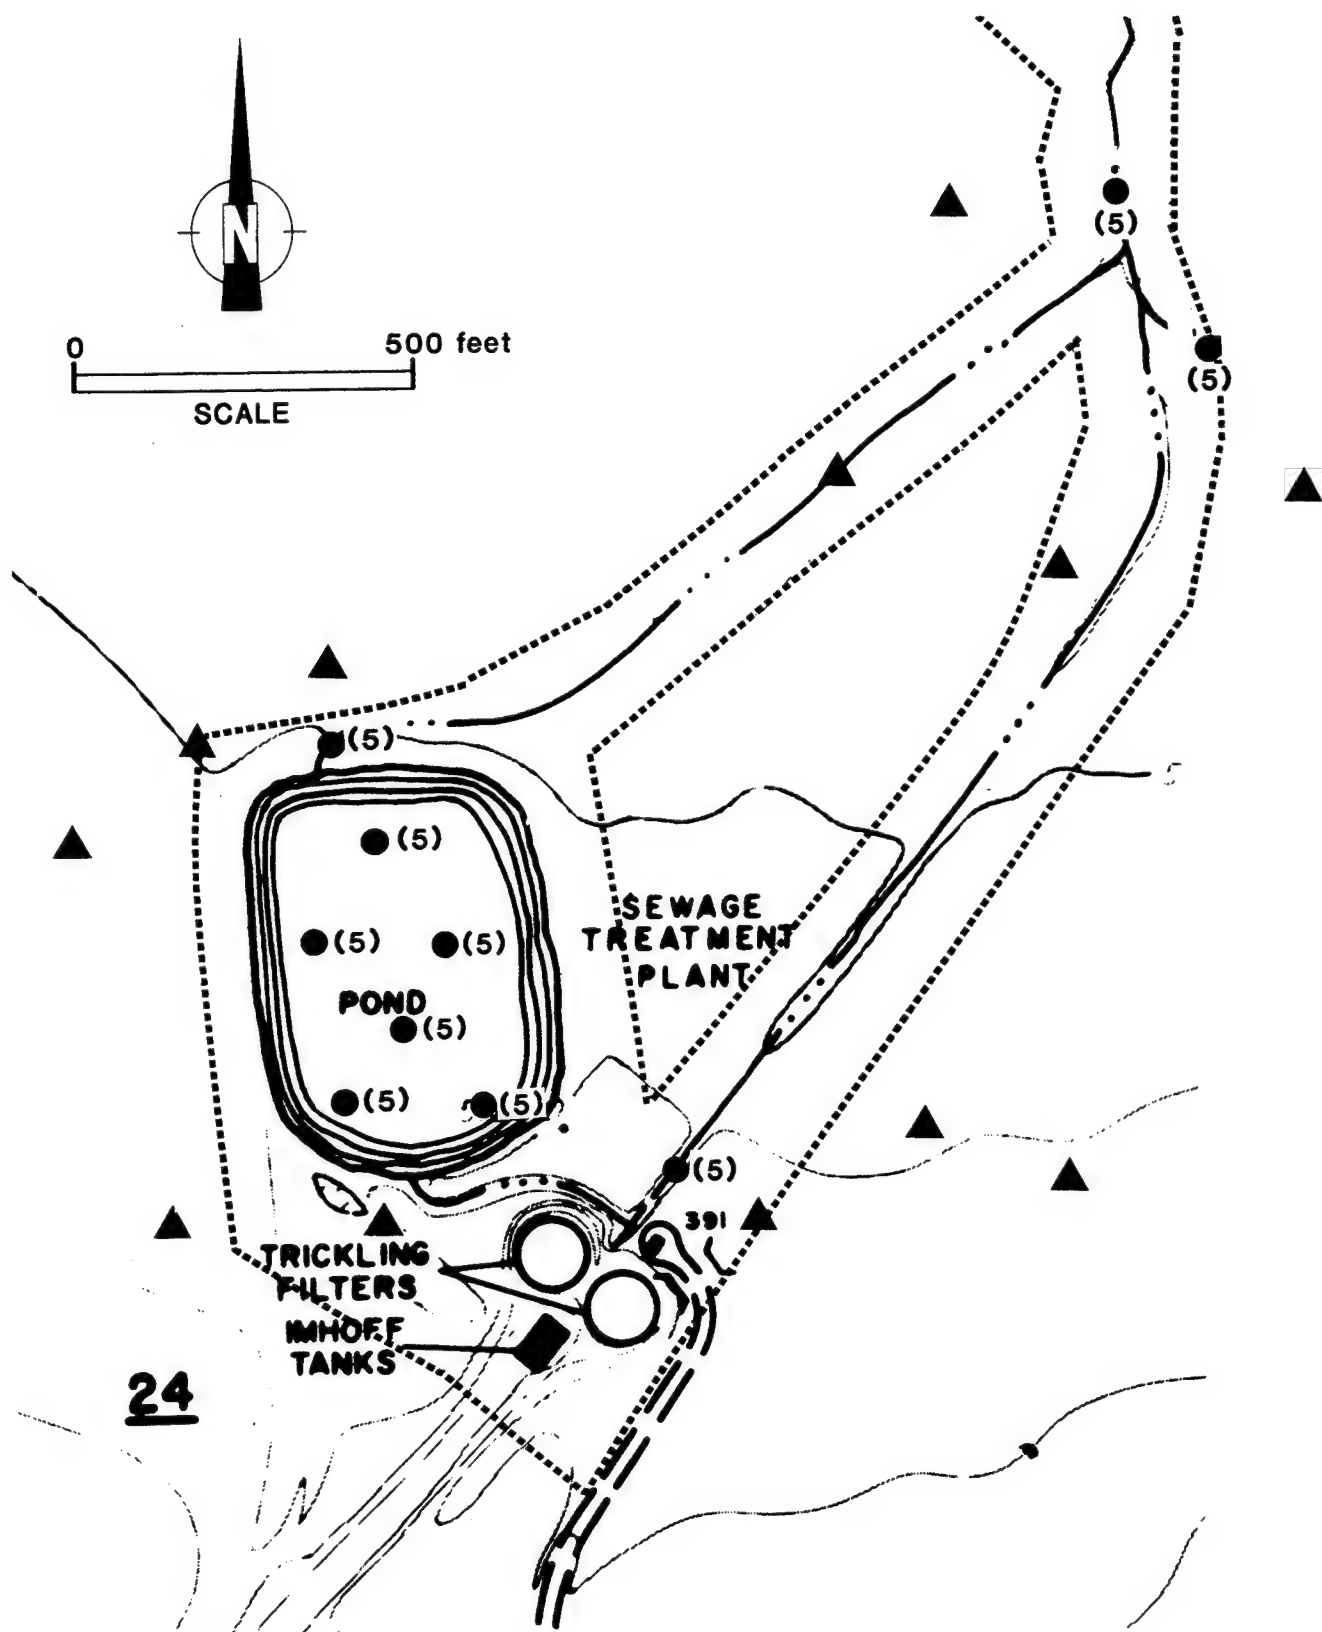 N
0 500 feet
SCALE
(5)
(5)
(5)
(5)
(5) (5)
SEWAGE
TREATMENT
PLANT
POND
(5)
(5) (5)
(5)
391
TRICKLING
FILTERS
IMHOFF
TANKS
24